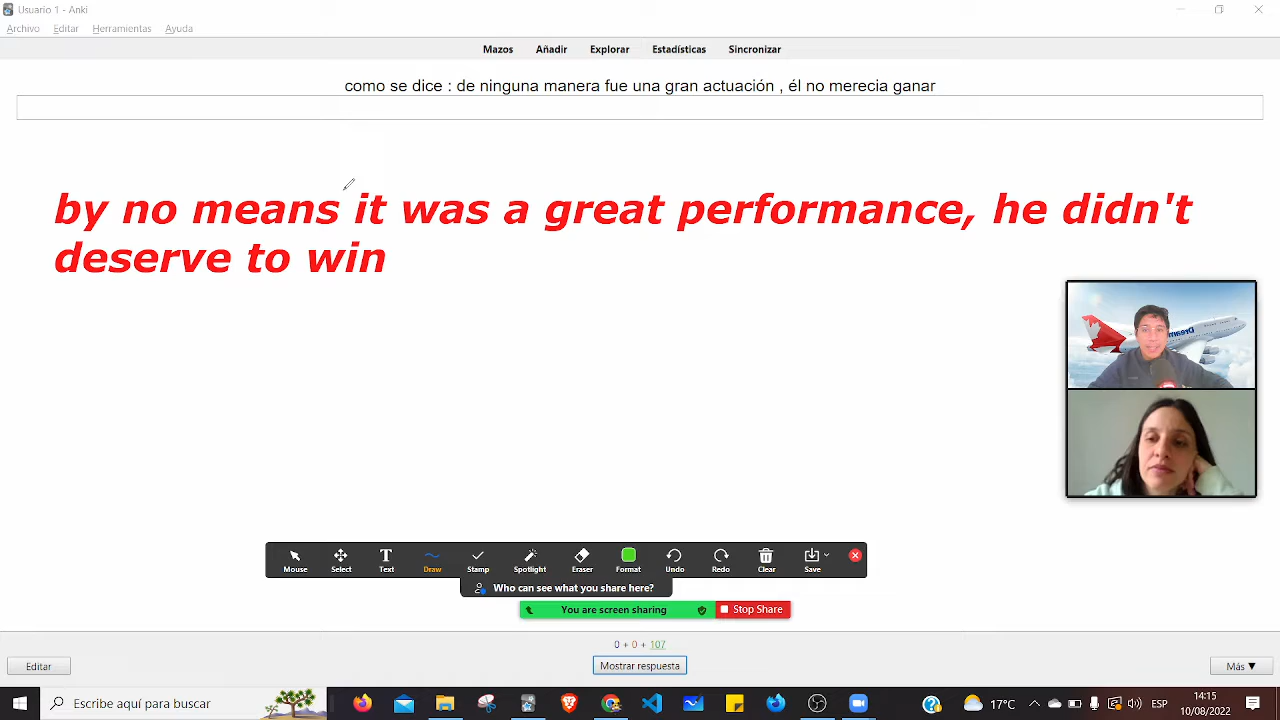 Usuario 1 - Anki
Archivo Editar Herramientas Ayuda
Mazos Añadir Explorar Estadísticas Sincronizar
como se dice : de ninguna manera fue una gran actuación , él no merecia ganar
by no means it was a great performance, he didn't
deserve to win
Mouse Select Text Draw Stamp Spotlight Eraser Format Undo Redo Clear Save
Who can see what you share here?
You are screen sharing Stop Share
0 + 0 + 107
Editar Mostrar respuesta Más ▼
Escribe aquí para buscar 17°C ESP 14:15
10/08/2022